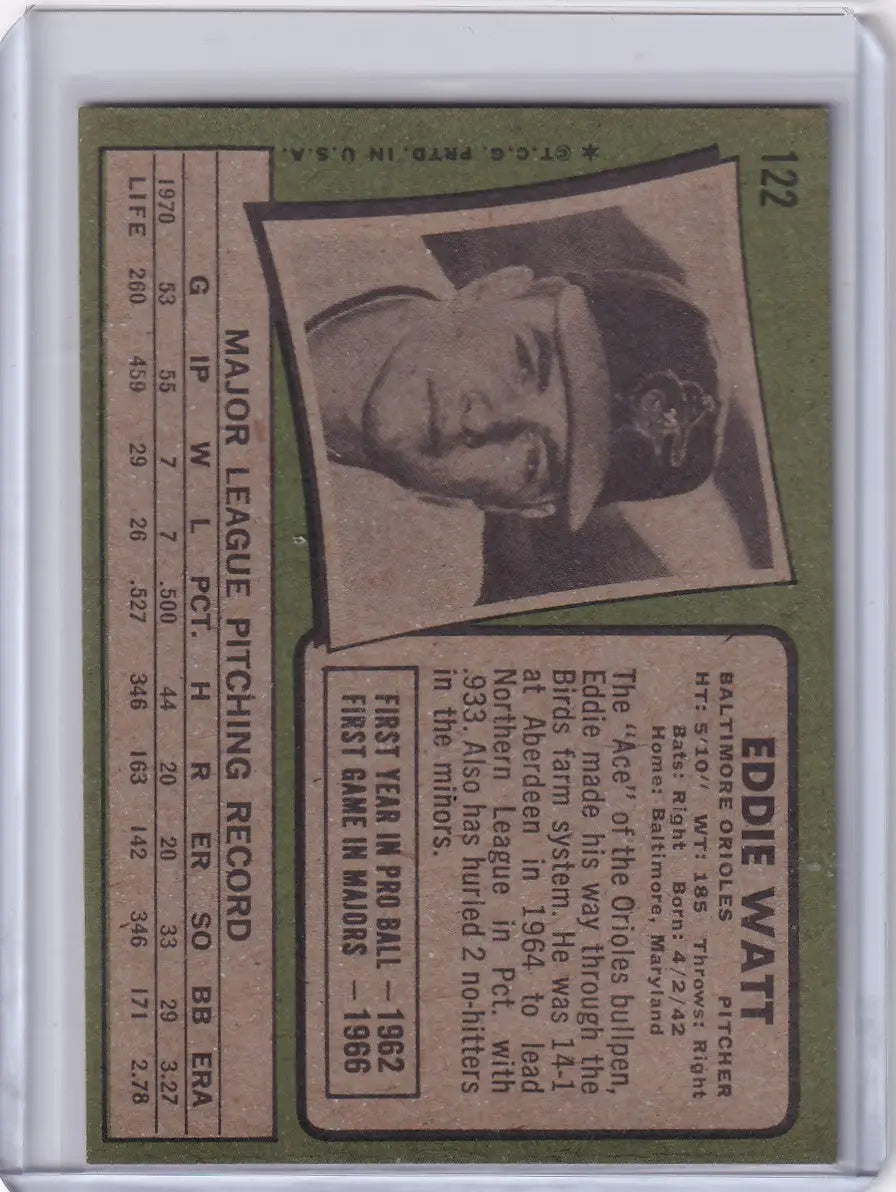 122
EDDIE WATT
BALTIMORE ORIOLES PITCHER
HT: 5'10" WT: 185 Throws: Right
Bats: Right Born: 4/2/42
Home: Baltimore, Maryland
The "Ace" of the Orioles bullpen,
Eddie made his way through the
Birds farm system. He was 14-1
at Aberdeen in 1964 to lead
Northern League in Pct. with
.933. Also has hurled 2 no-hitters
in the minors.
FIRST YEAR IN PRO BALL — 1962
FIRST GAME IN MAJORS — 1966
*©T.C.G. PRTD. IN U.S.A.
MAJOR LEAGUE PITCHING RECORD
G IP W L PCT. H R ER SO BB ERA
1970 53 55 7 7 .500 44 20 20 33 29 3.27
LIFE 260 459 29 26 .527 346 163 142 346 171 2.78